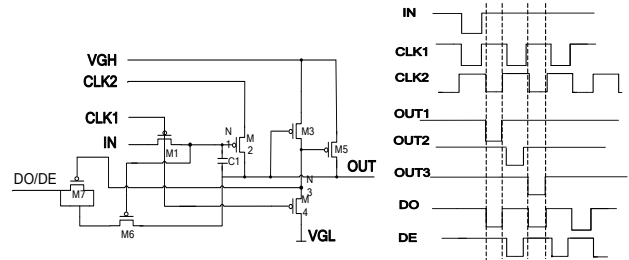 VGH
CLK2
CLK1
IN
M1
N
1
M
2
C1
M3
M5
OUT
N
3
DO/DE
M7
M
4
M6
VGL
IN
CLK1
CLK2
OUT1
OUT2
OUT3
DO
DE